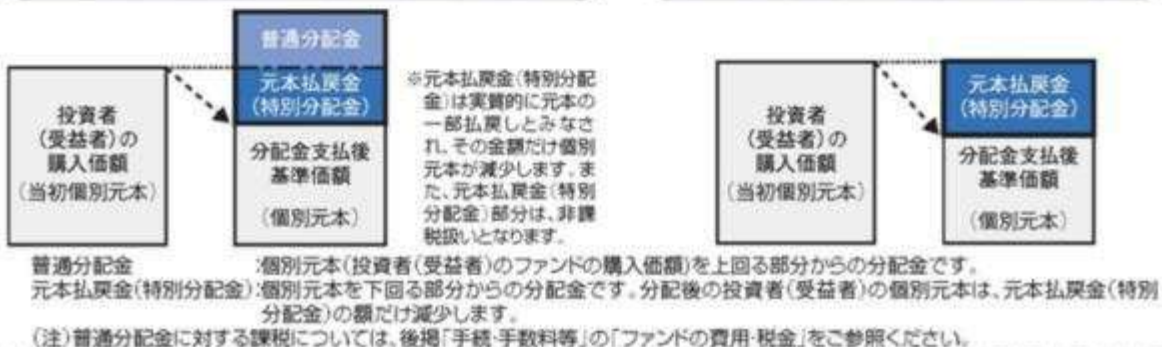 普通分配金
元本払戻金
(特別分配金)
投資者
(受益者)の
購入価額
(当初個別元本)
分配金支払後
基準価額
(個別元本)
※元本払戻金(特別分配
金)は実質的に元本の
一部払戻しとみなさ
れ、その金額だけ個別
元本が減少します。ま
た、元本払戻金(特別
分配金)部分は、非課
税扱いとなります。
投資者
(受益者)の
購入価額
(当初個別元本)
元本払戻金
(特別分配金)
分配金支払後
基準価額
(個別元本)
普通分配金 :個別元本(投資者(受益者)のファンドの購入価額)を上回る部分からの分配金です。
元本払戻金(特別分配金):個別元本を下回る部分からの分配金です。分配後の投資者(受益者)の個別元本は、元本払戻金(特別
分配金)の額だけ減少します。
(注)普通分配金に対する課税については、後掲「手続・手数料等」の「ファンドの費用・税金」をご参照ください。